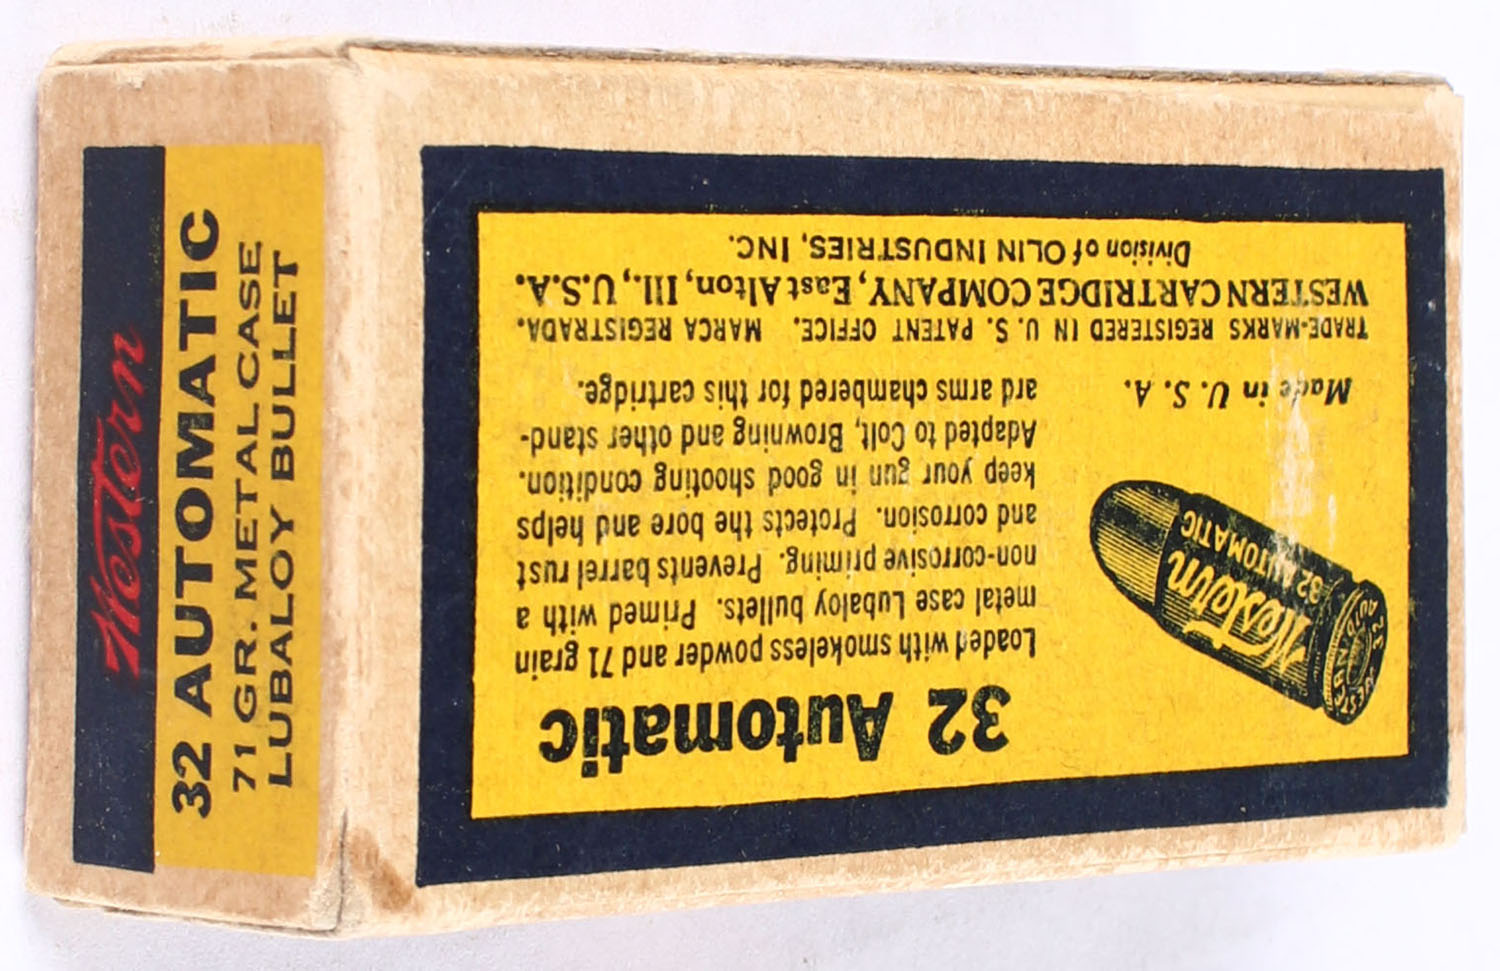 Western
32 AUTOMATIC
71 GR. METAL CASE
LUBALOY BULLET
32 Automatic
Loaded with smokeless powder and 71 grain
metal case Lubaloy bullets. Primed with a
non-corrosive priming. Prevents barrel rust
and corrosion. Protects the bore and helps
keep your gun in good shooting condition.
Adapted to Colt, Browning and other stand-
ard arms chambered for this cartridge.
Western
32 AUTOMATIC
Made in U. S. A.
TRADE-MARKS REGISTERED IN U. S. PATENT OFFICE. MARCA REGISTRADA.
WESTERN CARTRIDGE COMPANY, East Alton, Ill., U.S.A.
Division of OLIN INDUSTRIES, INC.